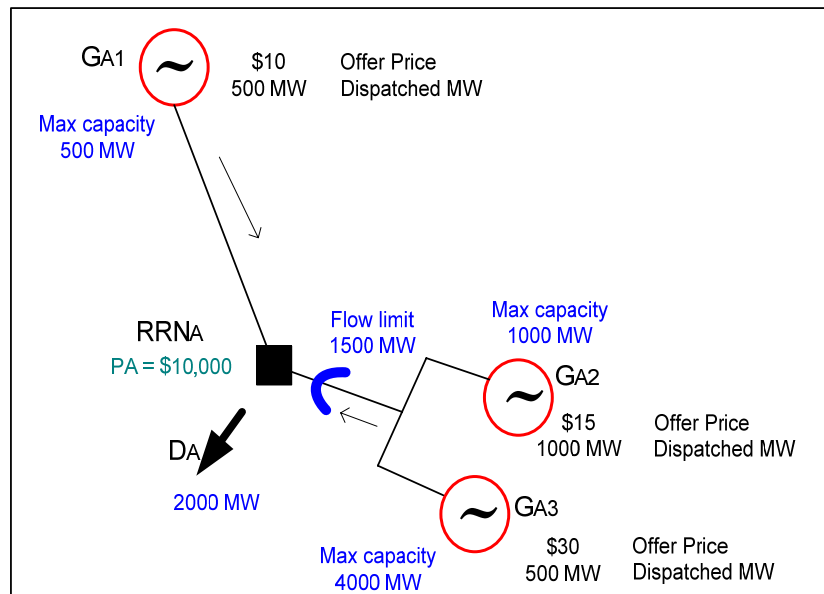 GA1
$10 Offer Price
500 MW Dispatched MW
Max capacity
500 MW
RRNA
PA = $10,000
Flow limit
1500 MW
Max capacity
1000 MW
GA2
$15 Offer Price
1000 MW Dispatched MW
DA
2000 MW
GA3
Max capacity
4000 MW
$30 Offer Price
500 MW Dispatched MW